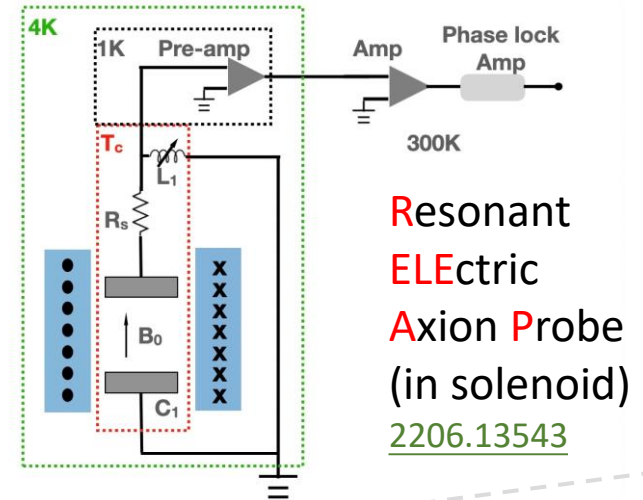 4K
1K Pre-amp
Amp
Phase lock
Amp
300K
Tc
L1
Rs
B0
C1
X
X
X
X
X
X
X
Resonant
ELEctric
Axion Probe
(in solenoid)
2206.13543